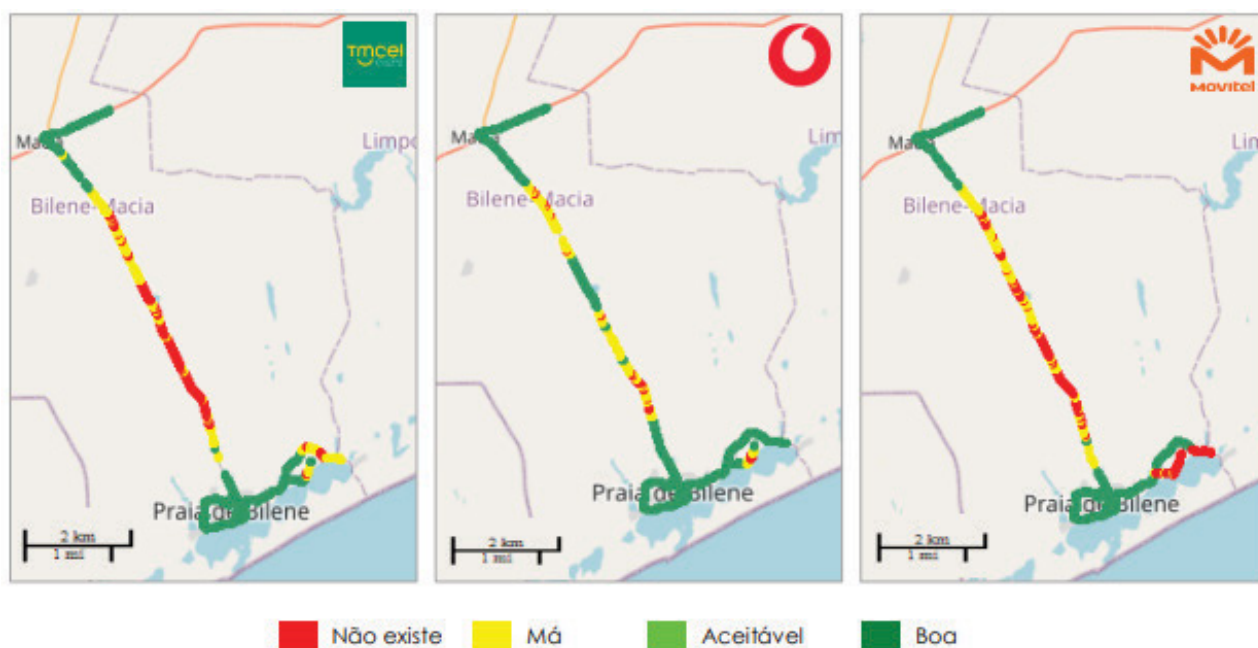 Tmcel
Macia
Limpo
Bilene-Macia
Praia de Bilene
2 km
1 mi
Ma
Lim
Bilene-Macia
Praia de Bilene
2 km
1 mi
Movitel
Macia
Lim
Bilene-Macia
Praia de Bilene
2 km
1 mi
Não existe
Má
Aceitável
Boa